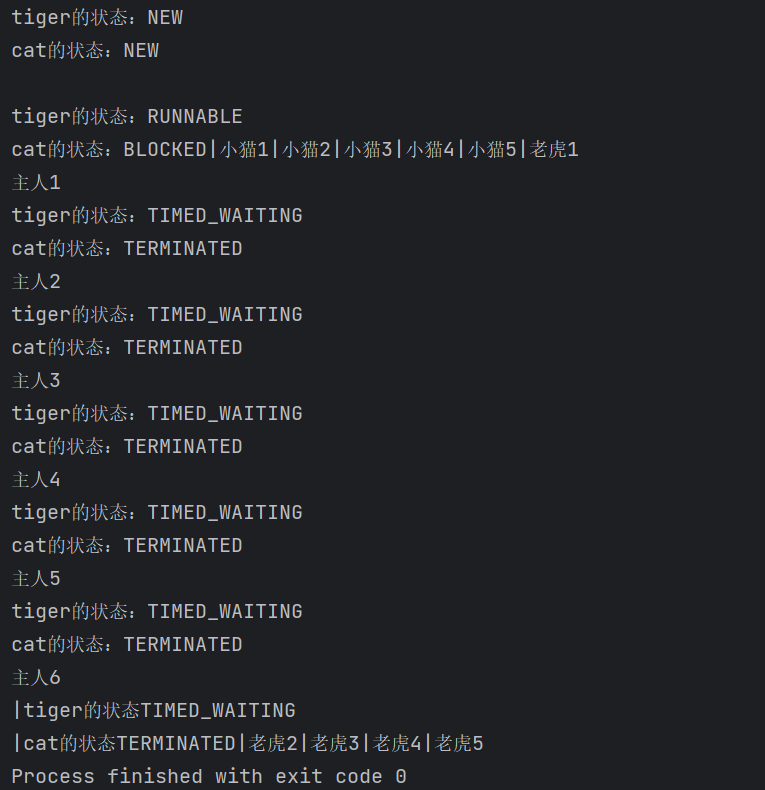 tiger的状态：NEW
cat的状态：NEW
tiger的状态：RUNNABLE
cat的状态：BLOCKED|小猫1|小猫2|小猫3|小猫4|小猫5|老虎1
主人1
tiger的状态：TIMED_WAITING
cat的状态：TERMINATED
主人2
tiger的状态：TIMED_WAITING
cat的状态：TERMINATED
主人3
tiger的状态：TIMED_WAITING
cat的状态：TERMINATED
主人4
tiger的状态：TIMED_WAITING
cat的状态：TERMINATED
主人5
tiger的状态：TIMED_WAITING
cat的状态：TERMINATED
主人6
|tiger的状态TIMED_WAITING
|cat的状态TERMINATED|老虎2|老虎3|老虎4|老虎5
Process finished with exit code 0